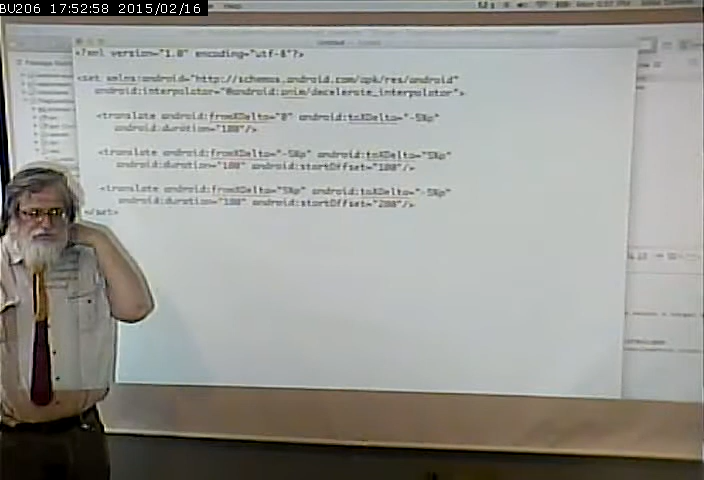 BU206 17:52:58 2015/02/16
Help
<?xml version="1.0" encoding="utf-8"?>
<set xmlns:android="http://schemas.android.com/apk/res/android"
android:interpolator="@android:anim/decelerate_interpolator">
<translate android:fromXDelta="0" android:toXDelta="-5%p"
android:duration="100"/>
<translate android:fromXDelta="-5%p" android:toXDelta="5%p"
android:duration="100" android:startOffset="100"/>
<translate android:fromXDelta="5%p" android:toXDelta="-5%p"
android:duration="100" android:startOffset="200"/>
</set>